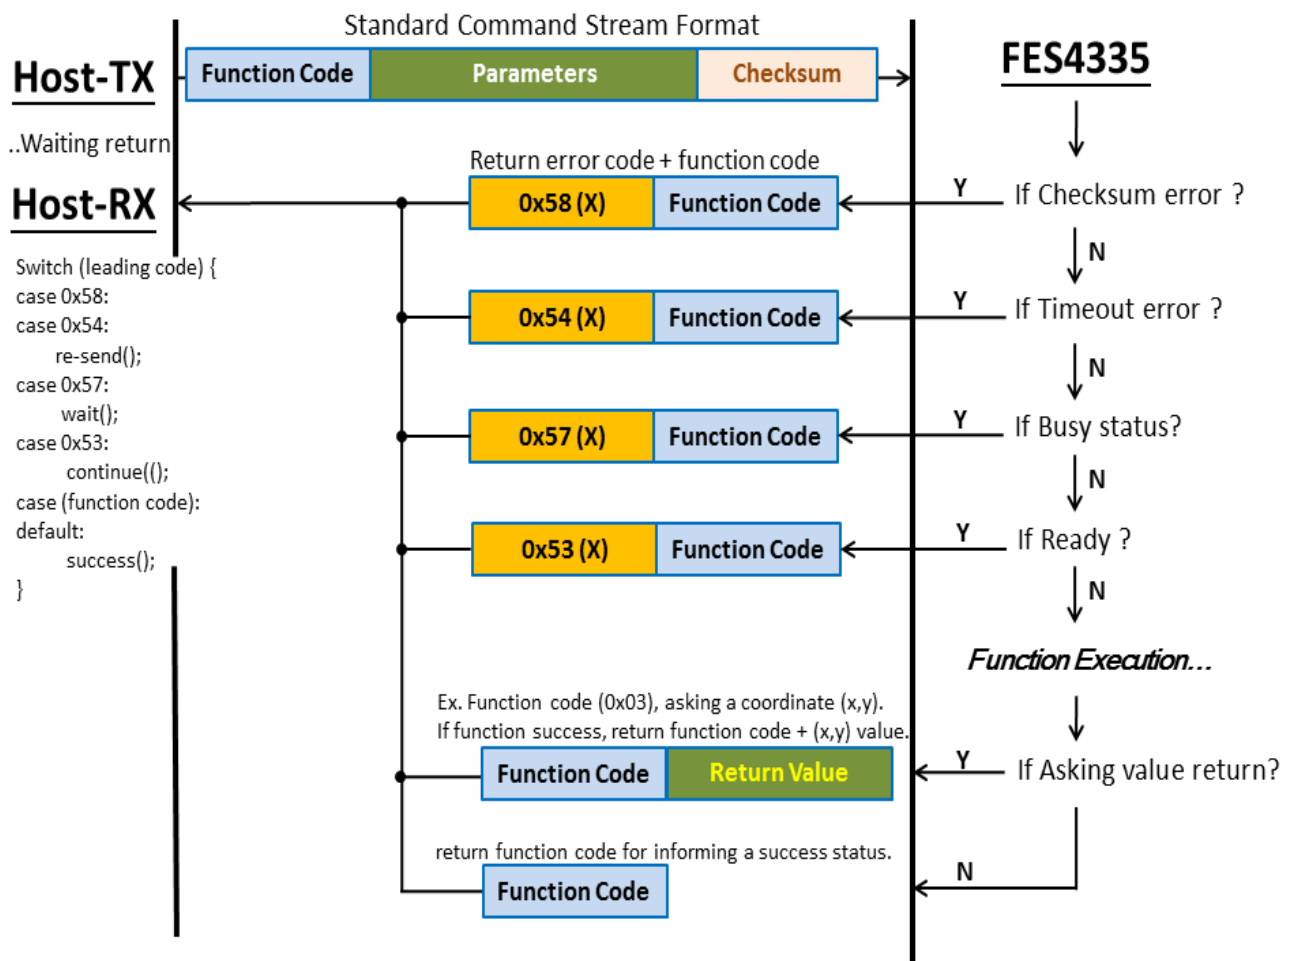 Standard Command Stream Format
Host-TX
Function Code
Parameters
Checksum
FES4335
..Waiting return
Return error code + function code
Host-RX
0x58 (X)
Function Code
Y
If Checksum error ?
N
Switch (leading code) {
case 0x58:
case 0x54:
re-send();
case 0x57:
wait();
case 0x53:
continue(();
case (function code):
default:
success();
}
0x54 (X)
Function Code
Y
If Timeout error ?
N
0x57 (X)
Function Code
Y
If Busy status?
N
0x53 (X)
Function Code
Y
If Ready ?
N
Function Execution...
Ex. Function code (0x03), asking a coordinate (x,y).
If function success, return function code + (x,y) value.
Function Code
Return Value
Y
If Asking value return?
return function code for informing a success status.
Function Code
N